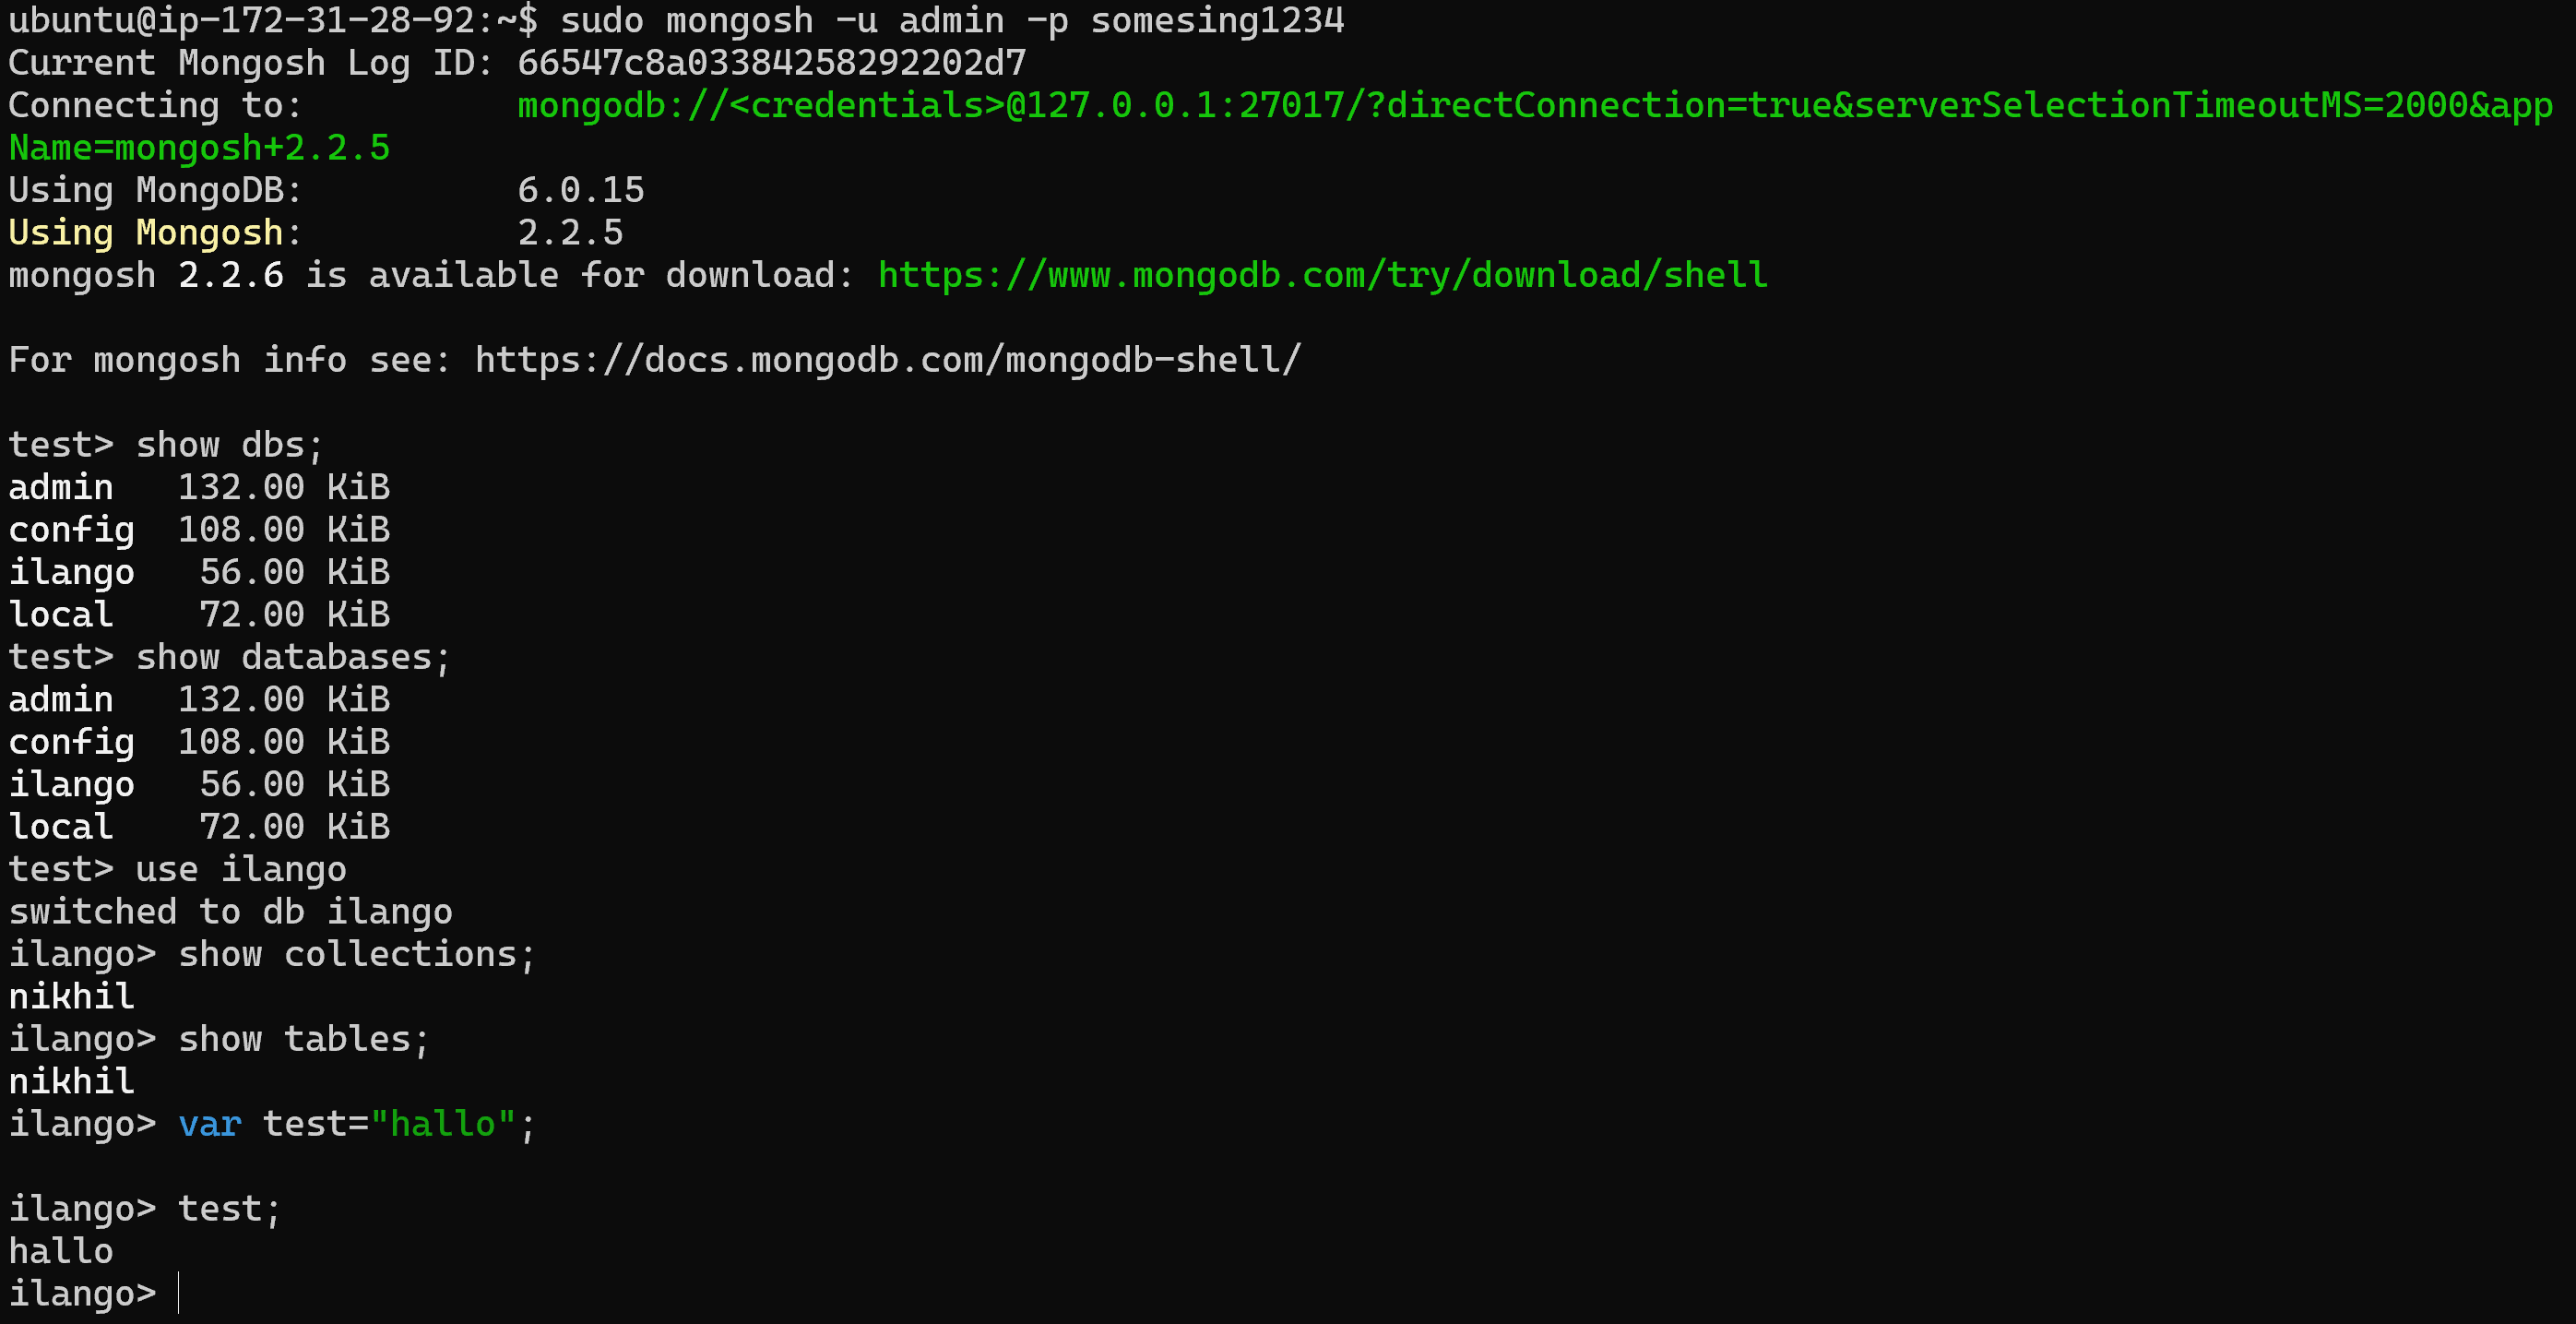 ubuntu@ip-172-31-28-92:~$ sudo mongosh -u admin -p somesing1234
Current Mongosh Log ID: 66547c8a03384258292202d7
Connecting to:          mongodb://<credentials>@127.0.0.1:27017/?directConnection=true&serverSelectionTimeoutMS=2000&app
Name=mongosh+2.2.5
Using MongoDB:          6.0.15
Using Mongosh:          2.2.5
mongosh 2.2.6 is available for download: https://www.mongodb.com/try/download/shell
For mongosh info see: https://docs.mongodb.com/mongodb-shell/
test> show dbs;
admin   132.00 KiB
config  108.00 KiB
ilango   56.00 KiB
local    72.00 KiB
test> show databases;
admin   132.00 KiB
config  108.00 KiB
ilango   56.00 KiB
local    72.00 KiB
test> use ilango
switched to db ilango
ilango> show collections;
nikhil
ilango> show tables;
nikhil
ilango> var test="hallo";
ilango> test;
hallo
ilango>